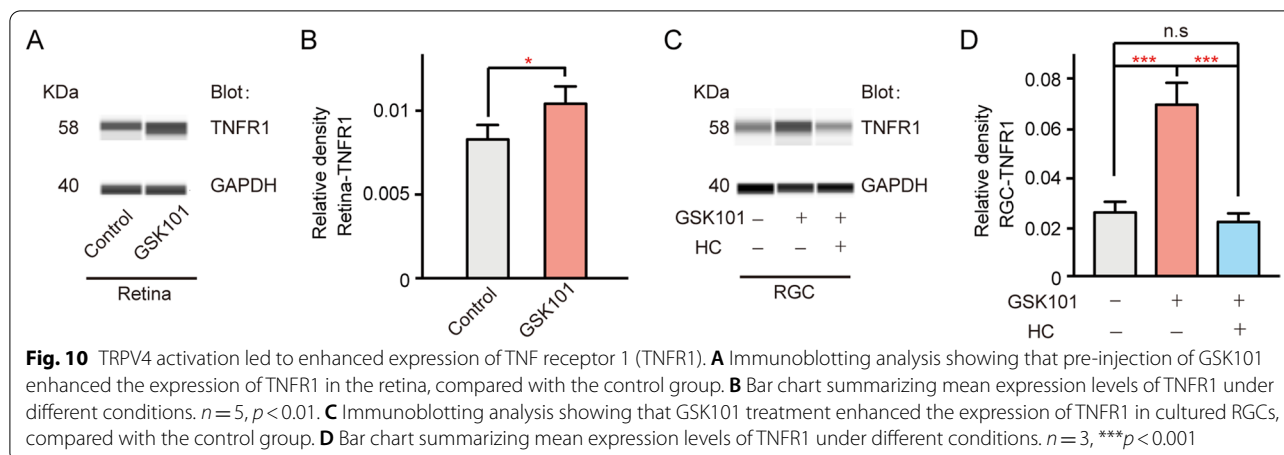 A
KDa
Blot:
58
TNFR1
40
GAPDH
Control
GSK101
Retina
B
Relative density
Retina-TNFR1
0.01
0.005
0
*
Control
GSK101
C
KDa
Blot:
58
TNFR1
40
GAPDH
GSK101 – + +
HC – – +
RGC
D
Relative density
RGC-TNFR1
0.08
0.06
0.04
0.02
0
n.s
*** ***
GSK101 – + +
HC – – +
Fig. 10 TRPV4 activation led to enhanced expression of TNF receptor 1 (TNFR1). A Immunoblotting analysis showing that pre-injection of GSK101
enhanced the expression of TNFR1 in the retina, compared with the control group. B Bar chart summarizing mean expression levels of TNFR1 under
different conditions. n = 5, p < 0.01. C Immunoblotting analysis showing that GSK101 treatment enhanced the expression of TNFR1 in cultured RGCs,
compared with the control group. D Bar chart summarizing mean expression levels of TNFR1 under different conditions. n = 3, ***p < 0.001